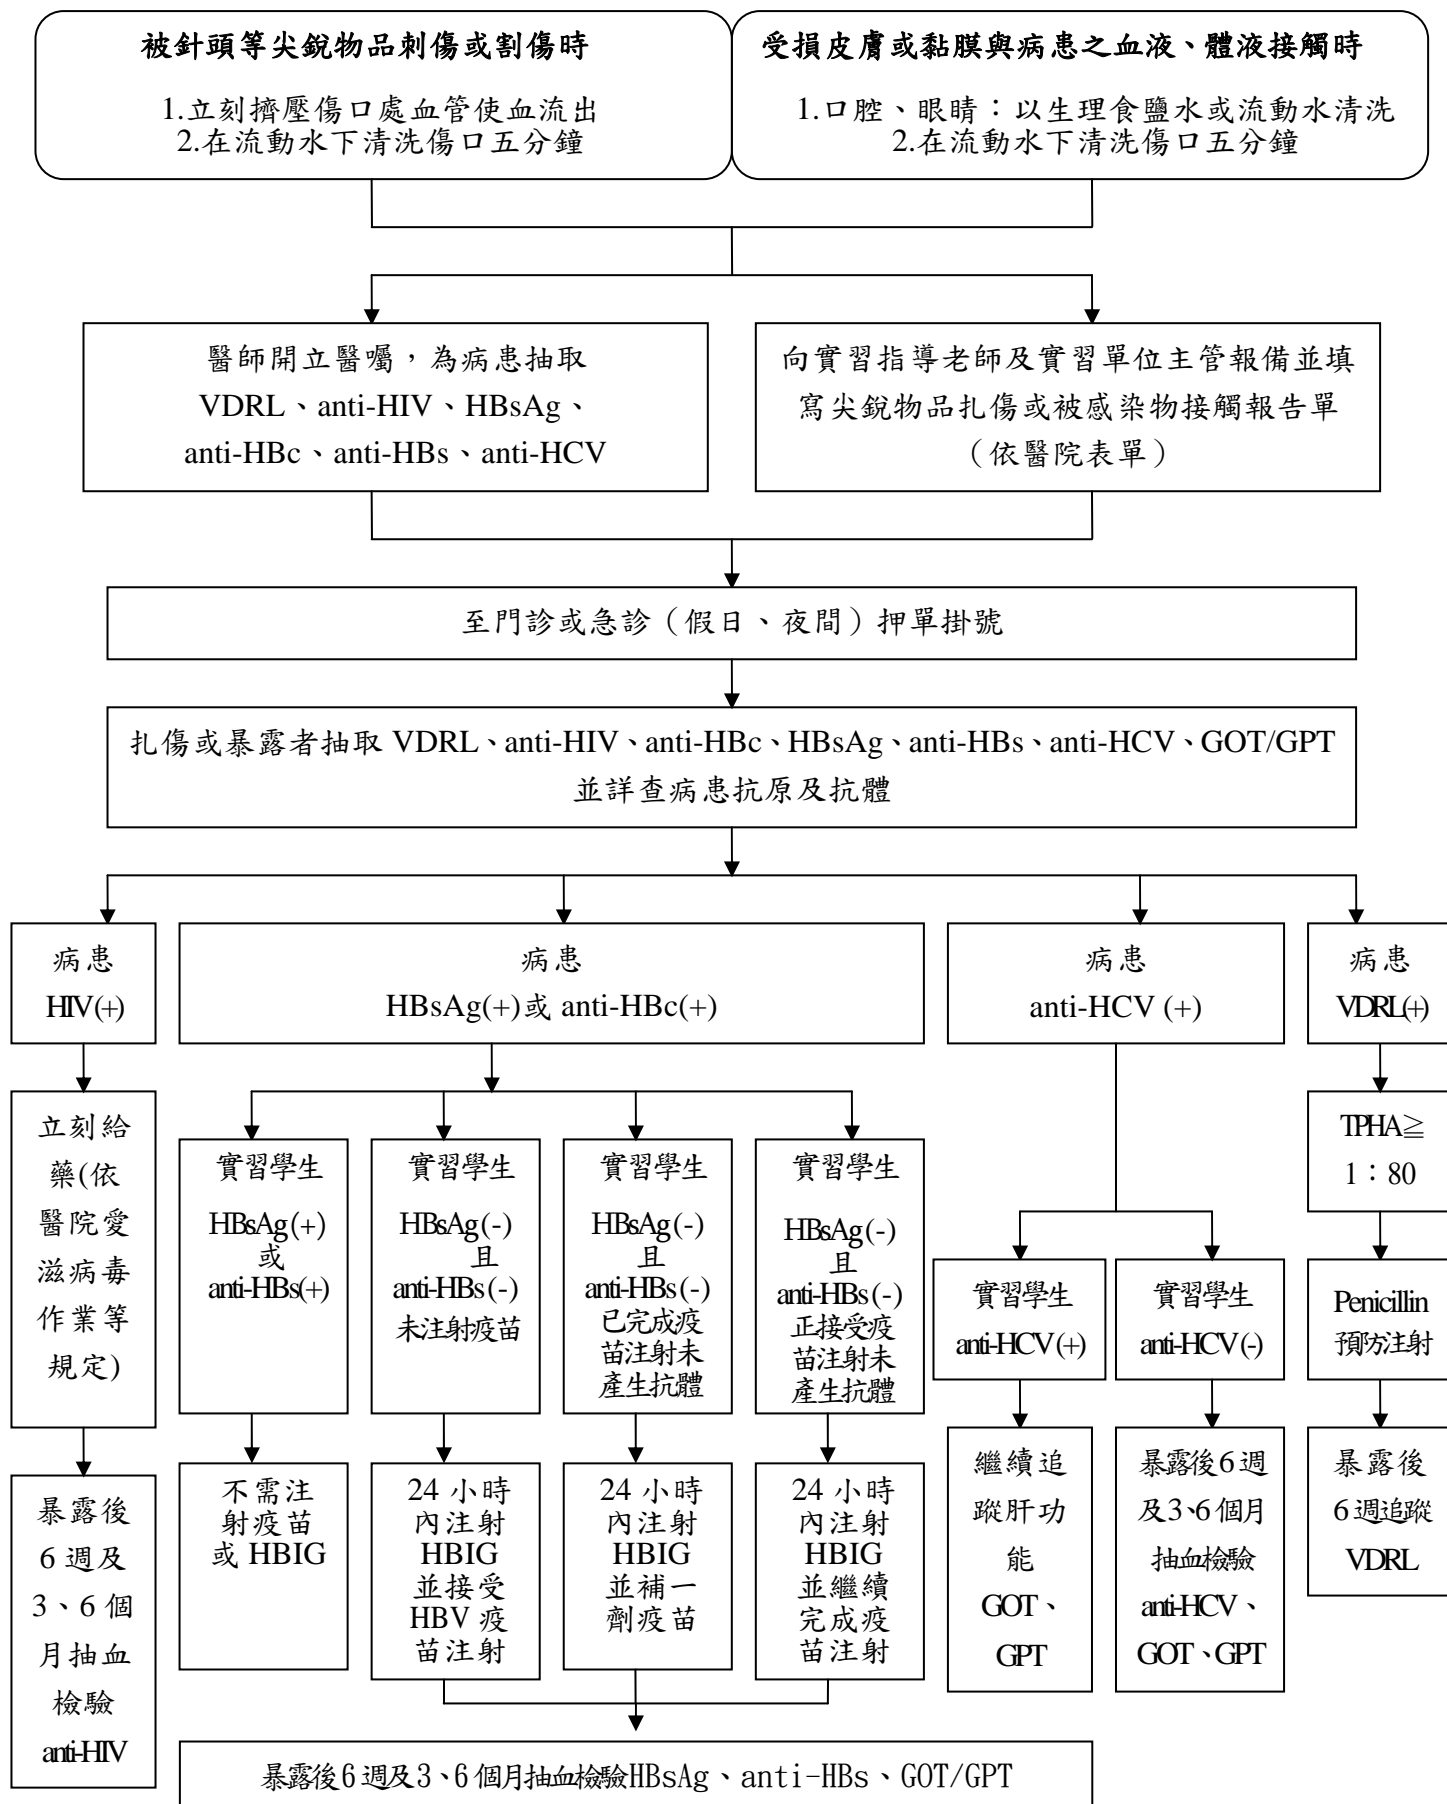 被針頭等尖銳物品刺傷或割傷時
1.立刻擠壓傷口處血管使血流出
2.在流動水下清洗傷口五分鐘
受損皮膚或黏膜與病患之血液、體液接觸時
1.口腔、眼睛：以生理食鹽水或流動水清洗
2.在流動水下清洗傷口五分鐘
醫師開立醫囑，為病患抽取
VDRL、anti-HIV、HBsAg、
anti-HBc、anti-HBs、anti-HCV
向實習指導老師及實習單位主管報備並填
寫尖銳物品扎傷或被感染物接觸報告單
（依醫院表單）
至門診或急診（假日、夜間）押單掛號
扎傷或暴露者抽取 VDRL、anti-HIV、anti-HBc、HBsAg、anti-HBs、anti-HCV、GOT/GPT
並詳查病患抗原及抗體
病患
HIV(+)
病患
HBsAg(+)或 anti-HBc(+)
病患
anti-HCV (+)
病患
VDRL(+)
立刻給
藥(依
醫院愛
滋病毒
作業等
規定)
實習學生
HBsAg(+)
或
anti-HBs(+)
實習學生
HBsAg(-)
且
anti-HBs(-)
未注射疫苗
實習學生
HBsAg(-)
且
anti-HBs(-)
已完成疫
苗注射未
產生抗體
實習學生
HBsAg(-)
且
anti-HBs(-)
正接受疫
苗注射未
產生抗體
實習學生
anti-HCV(+)
實習學生
anti-HCV(-)
TPHA≧
1：80
Penicillin
預防注射
暴露後
6 週及
3、6 個
月抽血
檢驗
anti-HIV
不需注
射疫苗
或 HBIG
24 小時
內注射
HBIG
並接受
HBV 疫
苗注射
24 小時
內注射
HBIG
並補一
劑疫苗
24 小時
內注射
HBIG
並繼續
完成疫
苗注射
繼續追
蹤肝功
能
GOT、
GPT
暴露後6週
及3、6個月
抽血檢驗
anti-HCV、
GOT、GPT
暴露後
6週追蹤
VDRL
暴露後6週及3、6個月抽血檢驗HBsAg、anti-HBs、GOT/GPT